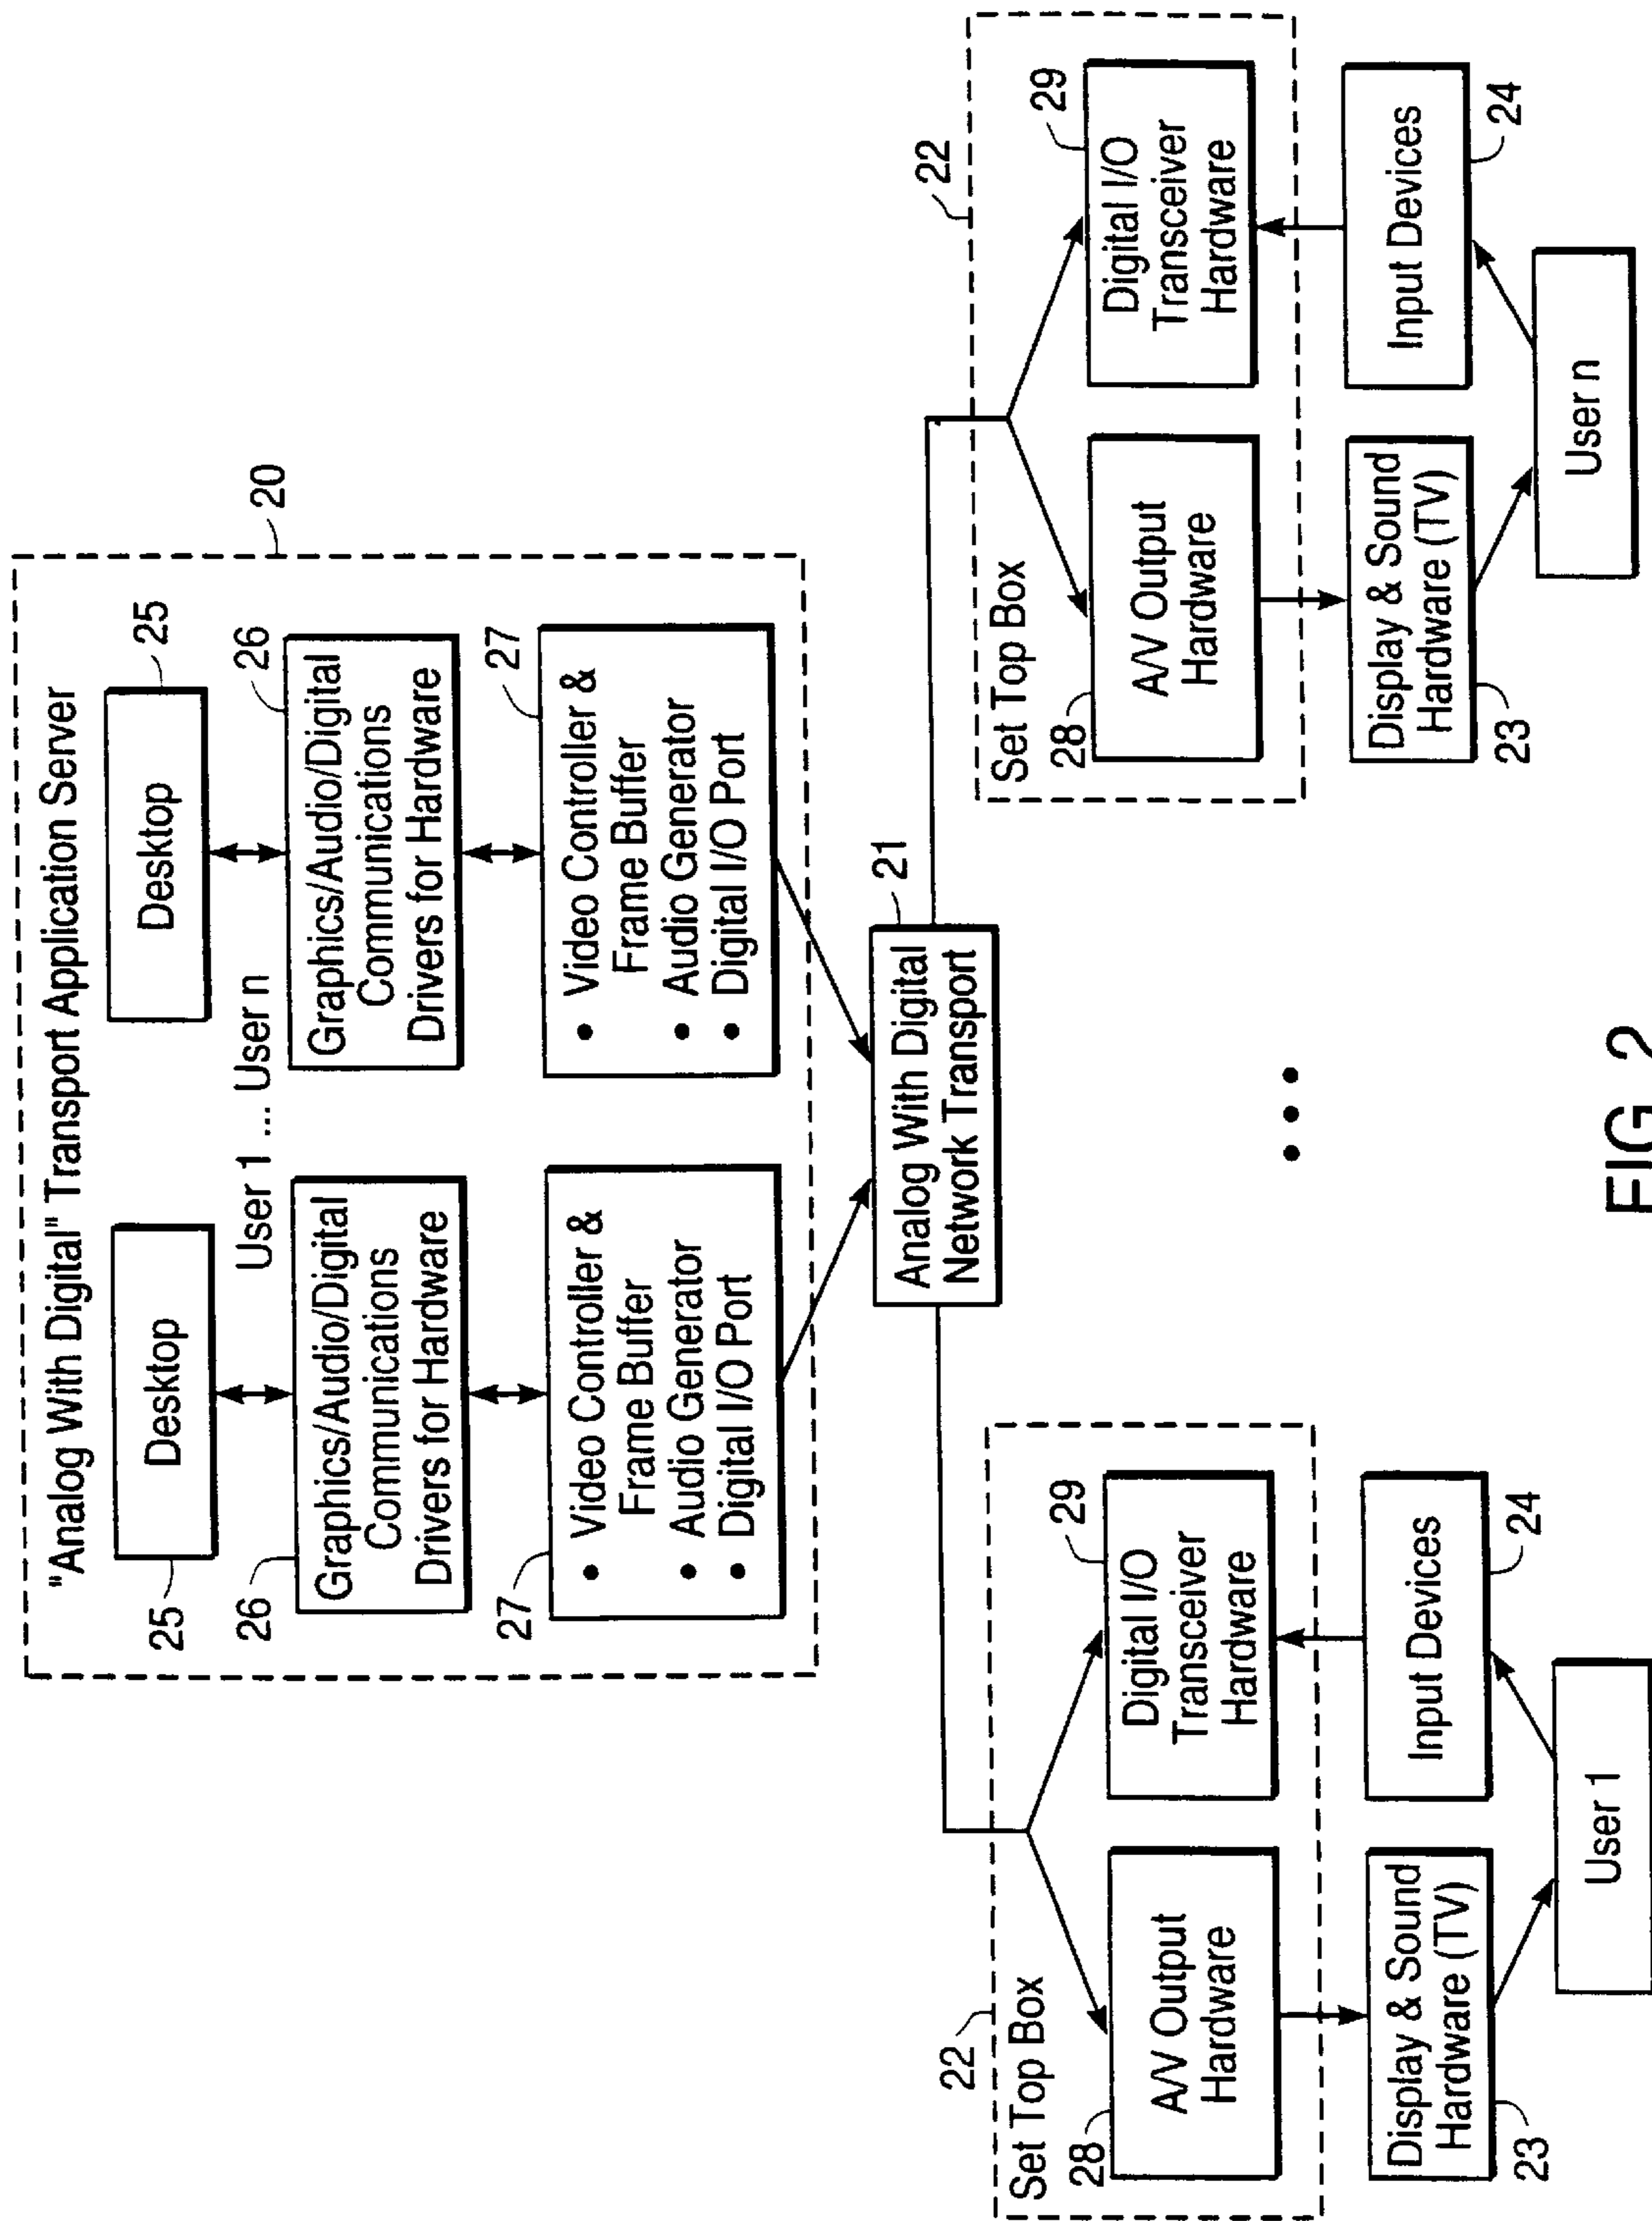 "Analog With Digital" Transport Application Server
20
Desktop
25
Desktop
25
User 1 ... User n
26
Graphics/Audio/Digital
Communications
Drivers for Hardware
26
Graphics/Audio/Digital
Communications
Drivers for Hardware
27
• Video Controller &
Frame Buffer
• Audio Generator
• Digital I/O Port
27
• Video Controller &
Frame Buffer
• Audio Generator
• Digital I/O Port
21
Analog With Digital
Network Transport
22
Set Top Box
28
A/V Output
Hardware
29
Digital I/O
Transceiver
Hardware
Display & Sound
Hardware (TV)
23
Input Devices
24
User 1
• • •
22
Set Top Box
28
A/V Output
Hardware
29
Digital I/O
Transceiver
Hardware
Display & Sound
Hardware (TV)
23
Input Devices
24
User n
FIG. 2